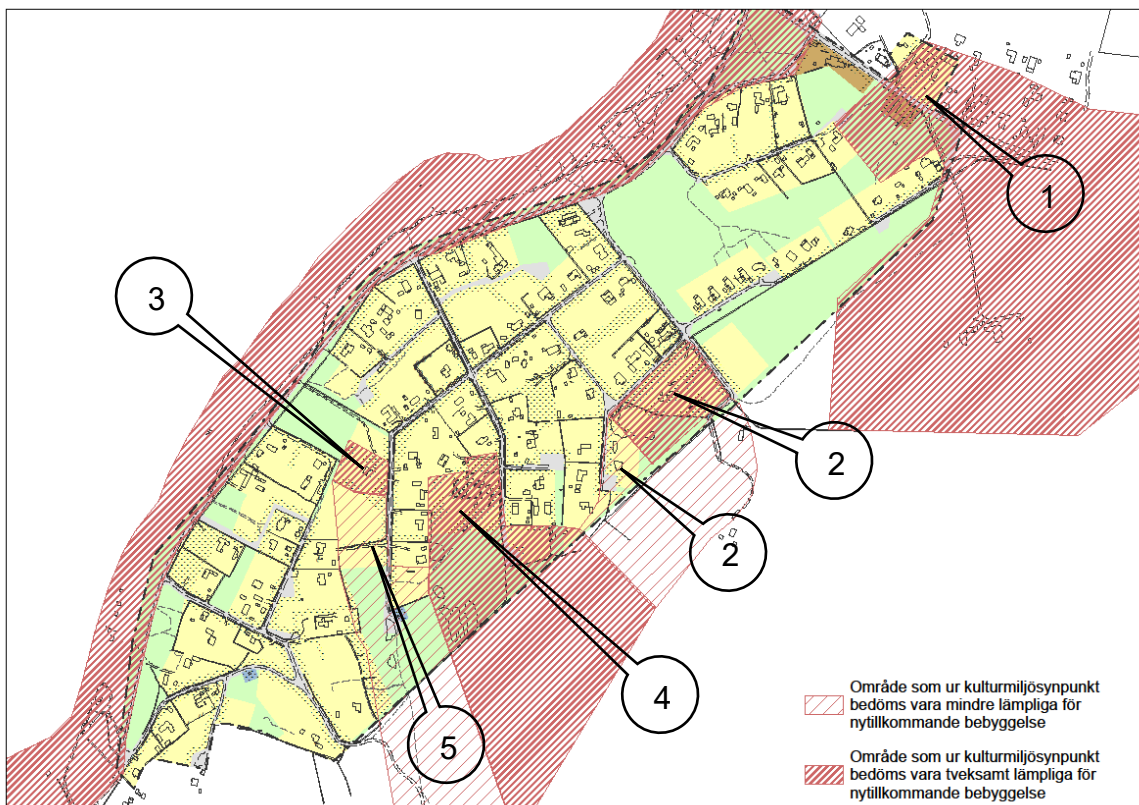 1
3
2
2
4
5
Område som ur kulturmiljösynpunkt
bedöms vara mindre lämpliga för
nytillkommande bebyggelse
Område som ur kulturmiljösynpunkt
bedöms vara tveksamt lämpliga för
nytillkommande bebyggelse